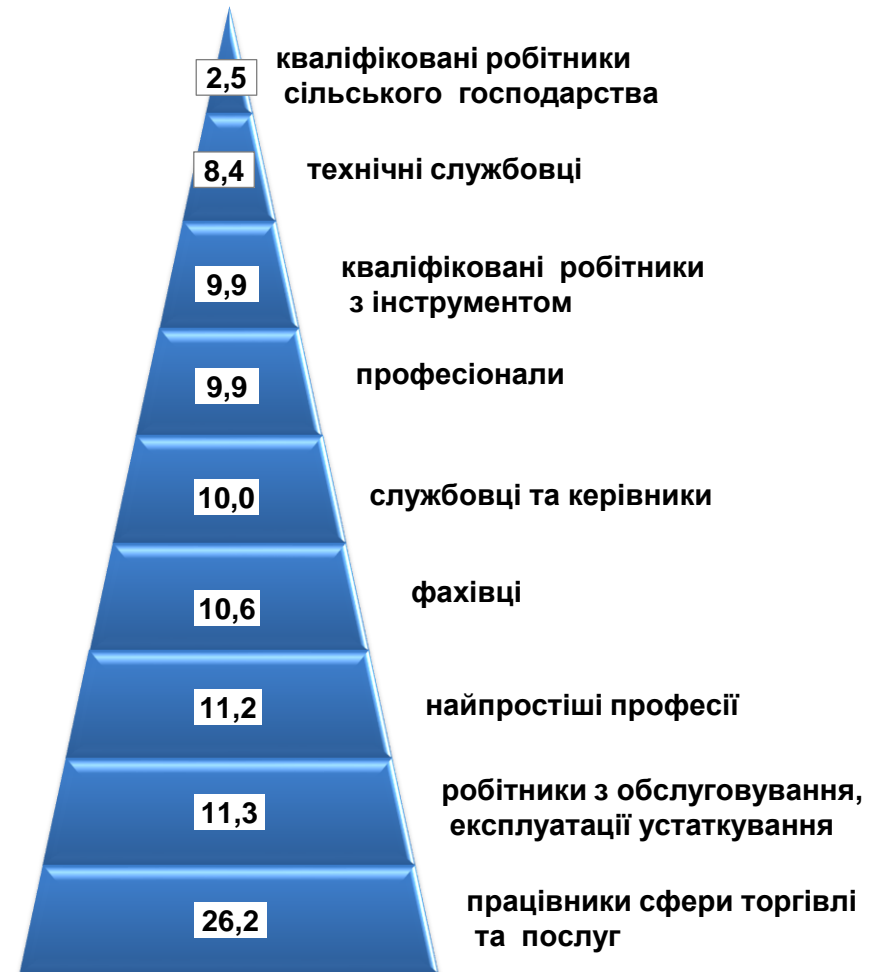 кваліфіковані робітники
2,5
сільського господарства
8,4
технічні службовці
кваліфіковані робітники
9,9
з інструментом
професіонали
9,9
10,0
службовці та керівники
фахівці
10,6
11,2
найпростіші професії
робітники з обслуговування,
11,3
експлуатації устаткування
працівники сфери торгівлі
26,2
та послуг